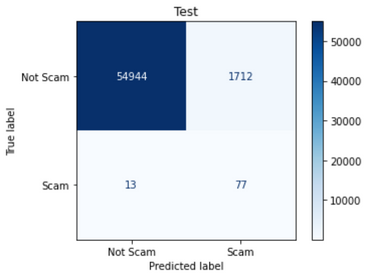 Test
Not Scam
54944
1712
Scam
13
77
Not Scam
Scam
True label
Predicted label
50000
40000
30000
20000
10000